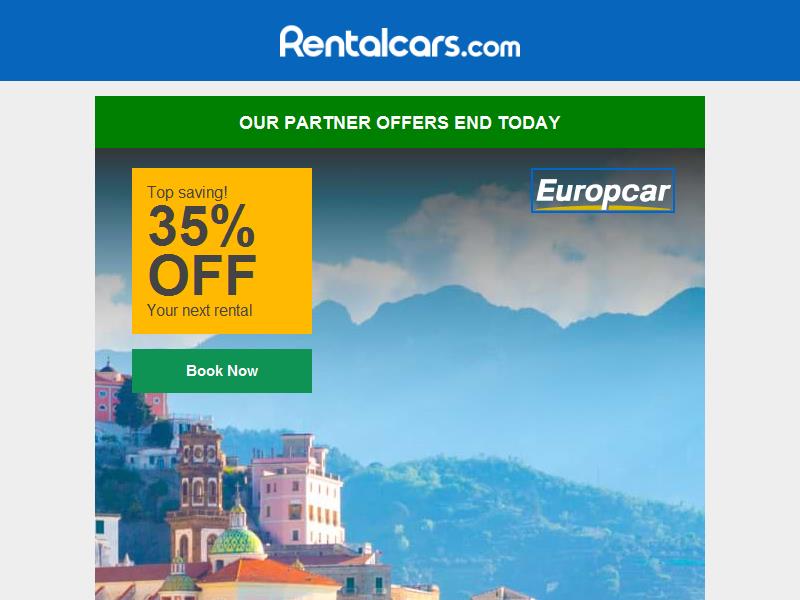 Rentalcars.com
OUR PARTNER OFFERS END TODAY
Top saving!
35%
OFF
Your next rental
Europcar
Book Now